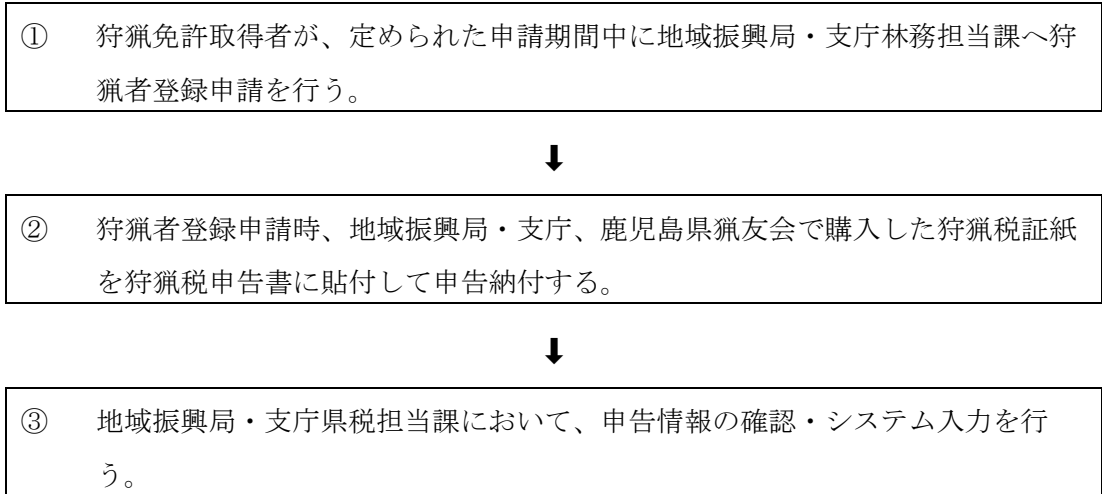 ① 狩猟免許取得者が、定められた申請期間中に地域振興局・支庁林務担当課へ狩
猟者登録申請を行う。
⬇
② 狩猟者登録申請時、地域振興局・支庁、鹿児島県猟友会で購入した狩猟税証紙
を狩猟税申告書に貼付して申告納付する。
⬇
③ 地域振興局・支庁県税担当課において、申告情報の確認・システム入力を行
う。